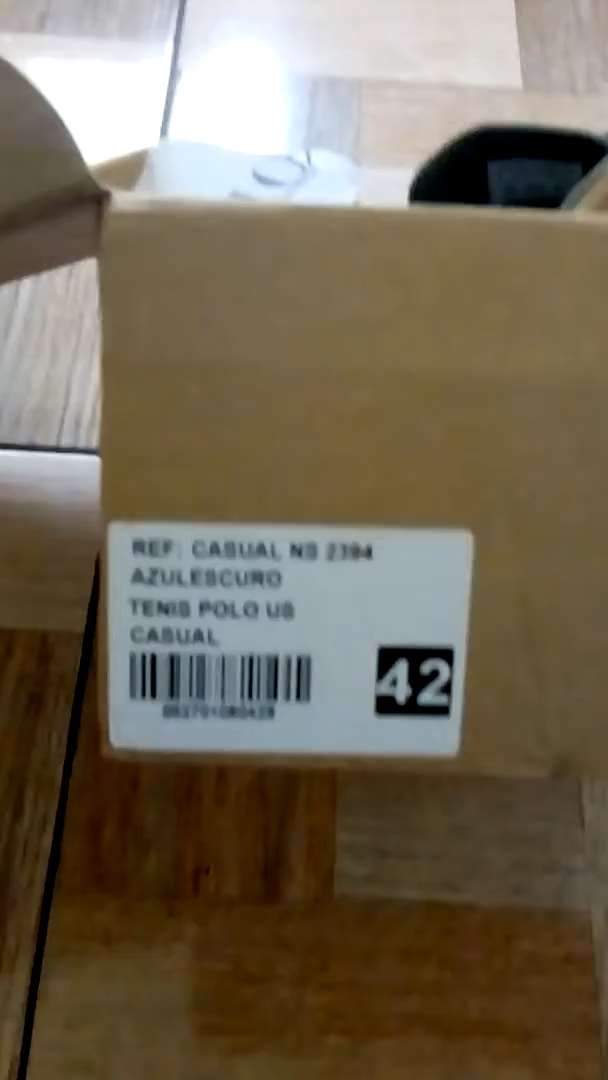 REF: CASUAL NS 2394
AZULESCURO
TENIS POLO US
CASUAL
42